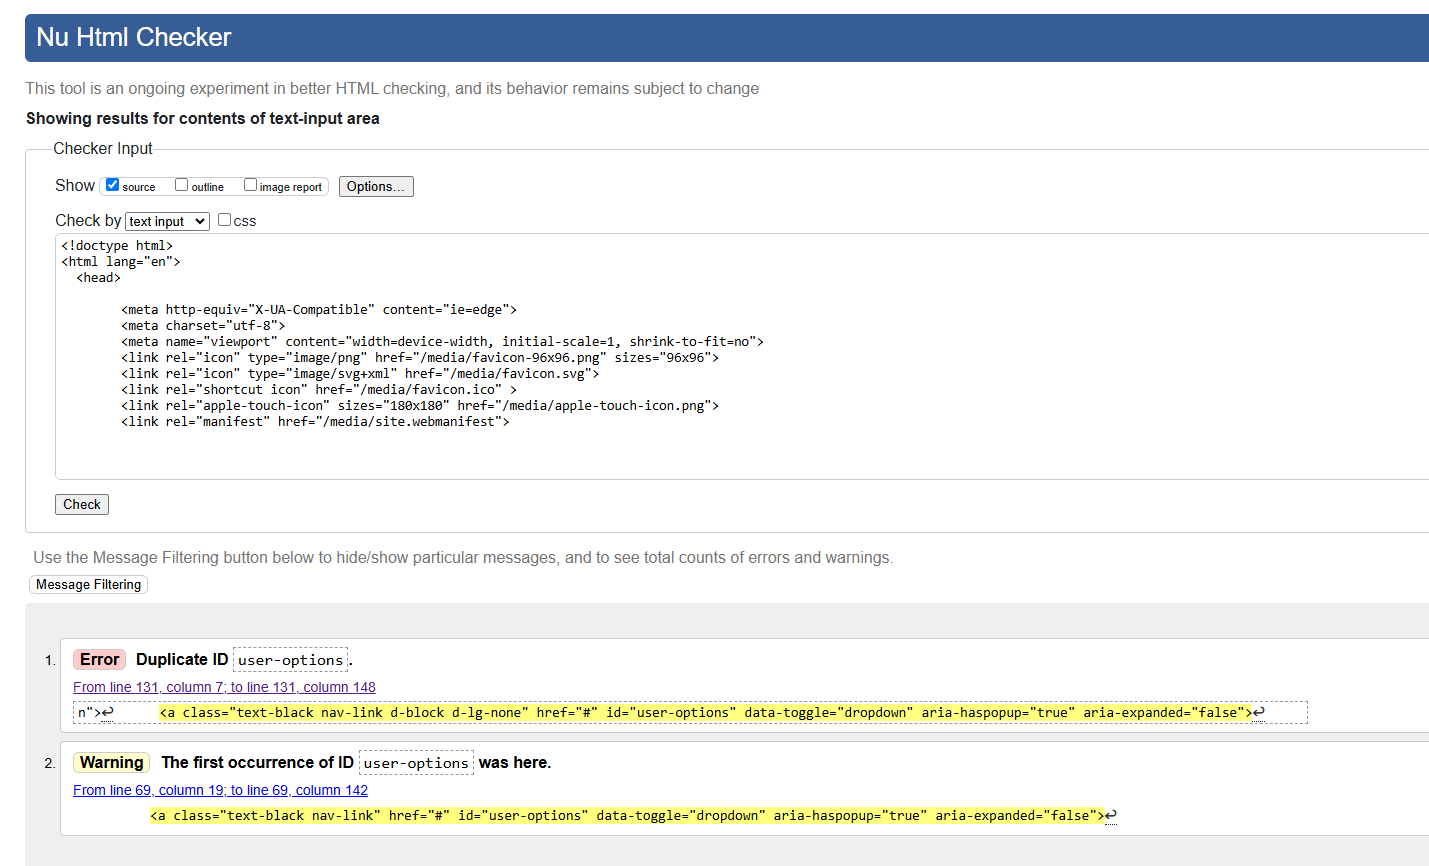 Nu Html Checker
This tool is an ongoing experiment in better HTML checking, and its behavior remains subject to change
Showing results for contents of text-input area
Checker Input
Show source outline image report Options...
Check by text input css
<!doctype html>
<html lang="en">
<head>
<meta http-equiv="X-UA-Compatible" content="ie=edge">
<meta charset="utf-8">
<meta name="viewport" content="width=device-width, initial-scale=1, shrink-to-fit=no">
<link rel="icon" type="image/png" href="/media/favicon-96x96.png" sizes="96x96">
<link rel="icon" type="image/svg+xml" href="/media/favicon.svg">
<link rel="shortcut icon" href="/media/favicon.ico" >
<link rel="apple-touch-icon" sizes="180x180" href="/media/apple-touch-icon.png">
<link rel="manifest" href="/media/site.webmanifest">
Check
Use the Message Filtering button below to hide/show particular messages, and to see total counts of errors and warnings.
Message Filtering
1. Error Duplicate ID user-options.
From line 131, column 7; to line 131, column 148
n">↩ <a class="text-black nav-link d-block d-lg-none" href="#" id="user-options" data-toggle="dropdown" aria-haspopup="true" aria-expanded="false">↩
2. Warning The first occurrence of ID user-options was here.
From line 69, column 19; to line 69, column 142
<a class="text-black nav-link" href="#" id="user-options" data-toggle="dropdown" aria-haspopup="true" aria-expanded="false">↩